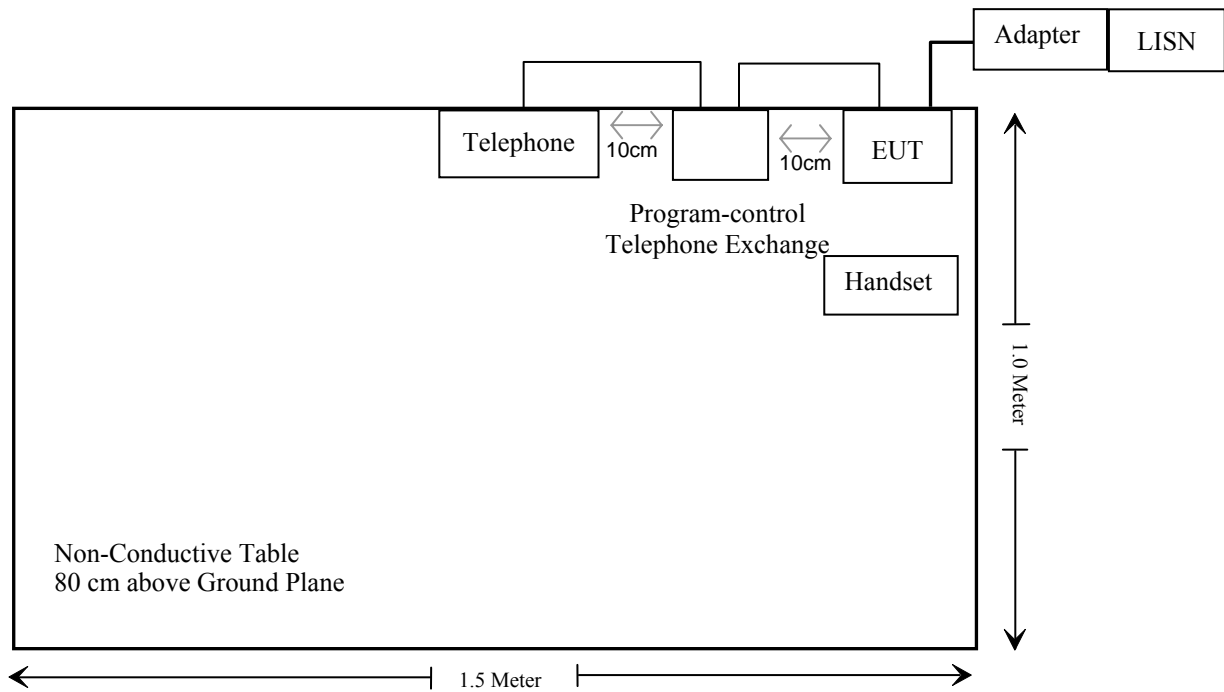 Adapter
LISN
Telephone
10cm
10cm
EUT
Program-control
Telephone Exchange
Handset
1.0 Meter
Non-Conductive Table
80 cm above Ground Plane
1.5 Meter